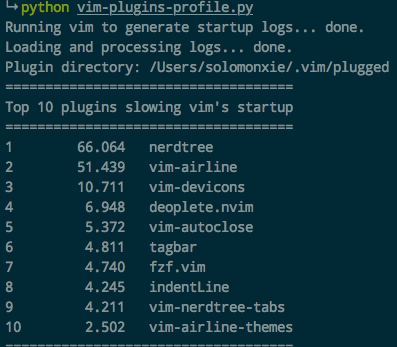 ↳python vim-plugins-profile.py
Running vim to generate startup logs... done.
Loading and processing logs... done.
Plugin directory: /Users/solomonxie/.vim/plugged
====================================
Top 10 plugins slowing vim's startup
====================================
1        66.064   nerdtree
2        51.439   vim-airline
3        10.711   vim-devicons
4         6.948   deoplete.nvim
5         5.372   vim-autoclose
6         4.811   tagbar
7         4.740   fzf.vim
8         4.245   indentLine
9         4.211   vim-nerdtree-tabs
10        2.502   vim-airline-themes
====================================